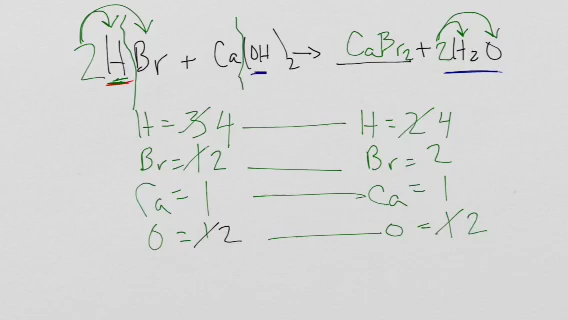 2HBr + Ca(OH)2 → CaBr2 + 2H2O
H = 3 4 H = 2 4
Br = 1 2 Br = 2
Ca = 1 Ca = 1
O = 1 2 O = 1 2